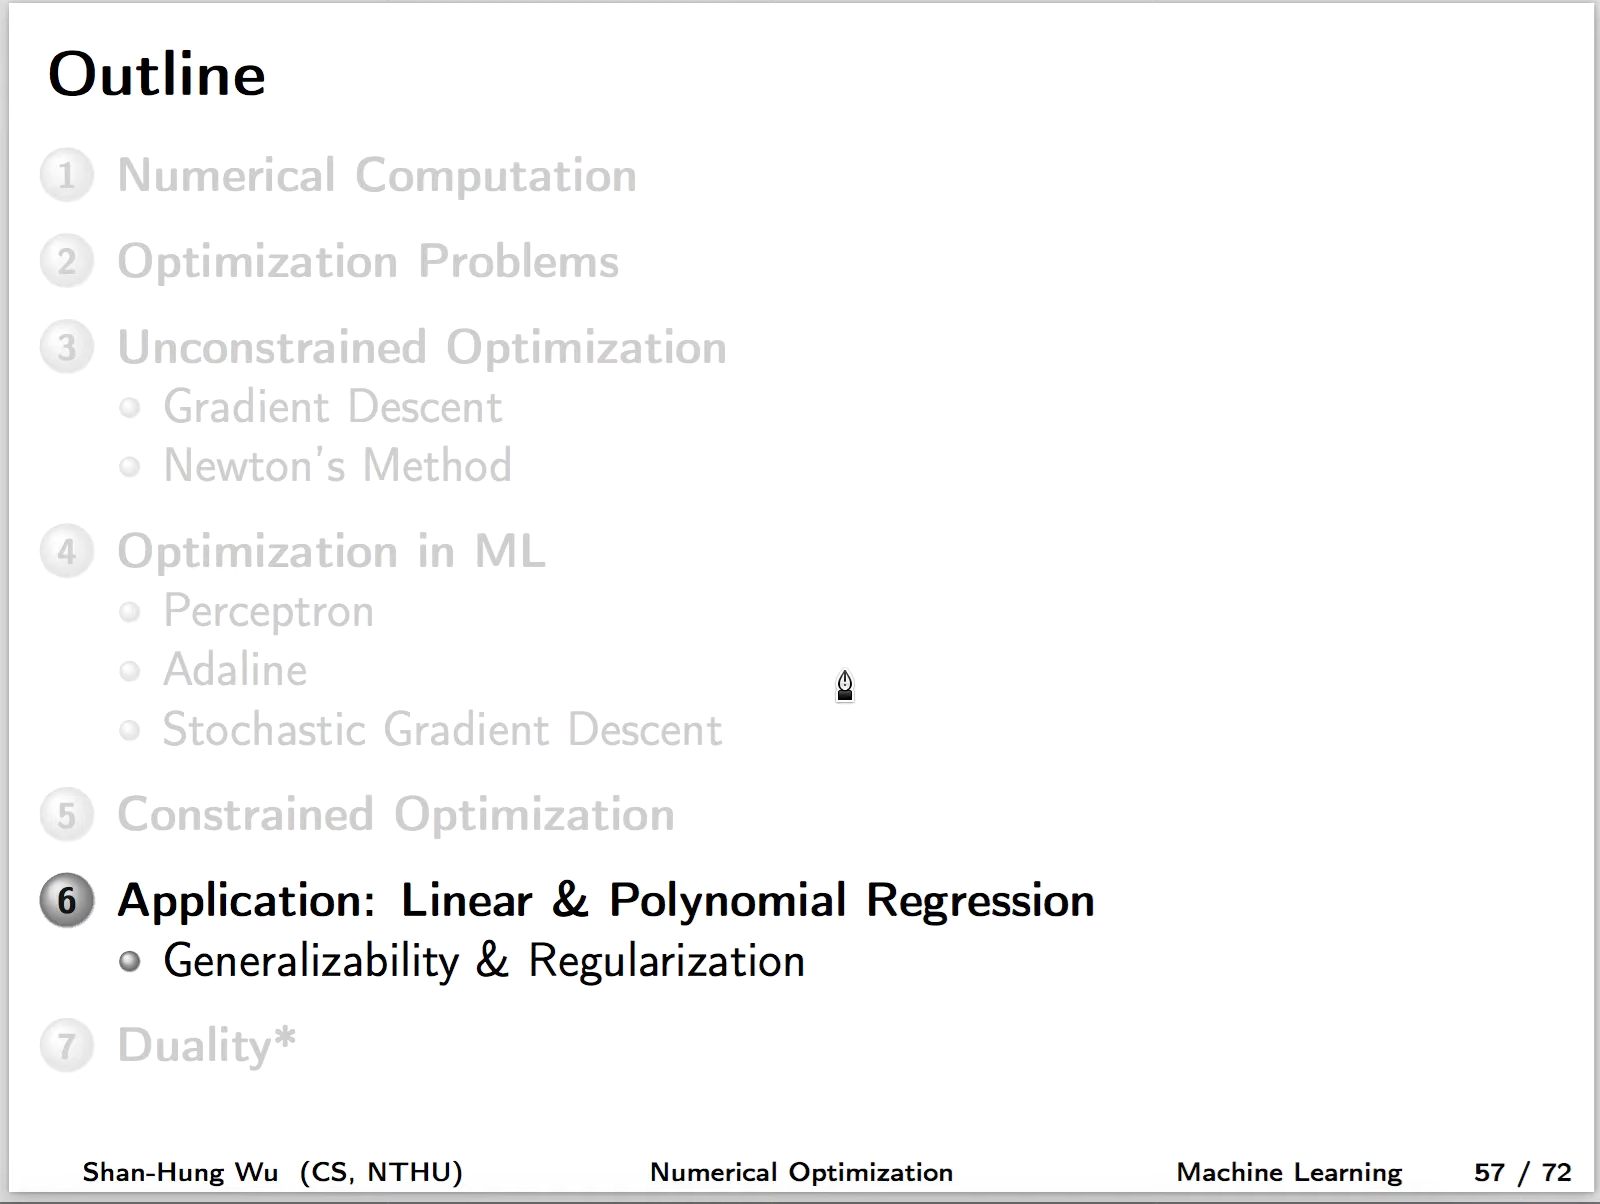 Outline
1 Numerical Computation
2 Optimization Problems
3 Unconstrained Optimization
Gradient Descent
Newton's Method
4 Optimization in ML
Perceptron
Adaline
Stochastic Gradient Descent
5 Constrained Optimization
6 Application: Linear & Polynomial Regression
Generalizability & Regularization
7 Duality*
Shan-Hung Wu (CS, NTHU) Numerical Optimization Machine Learning 57 / 72